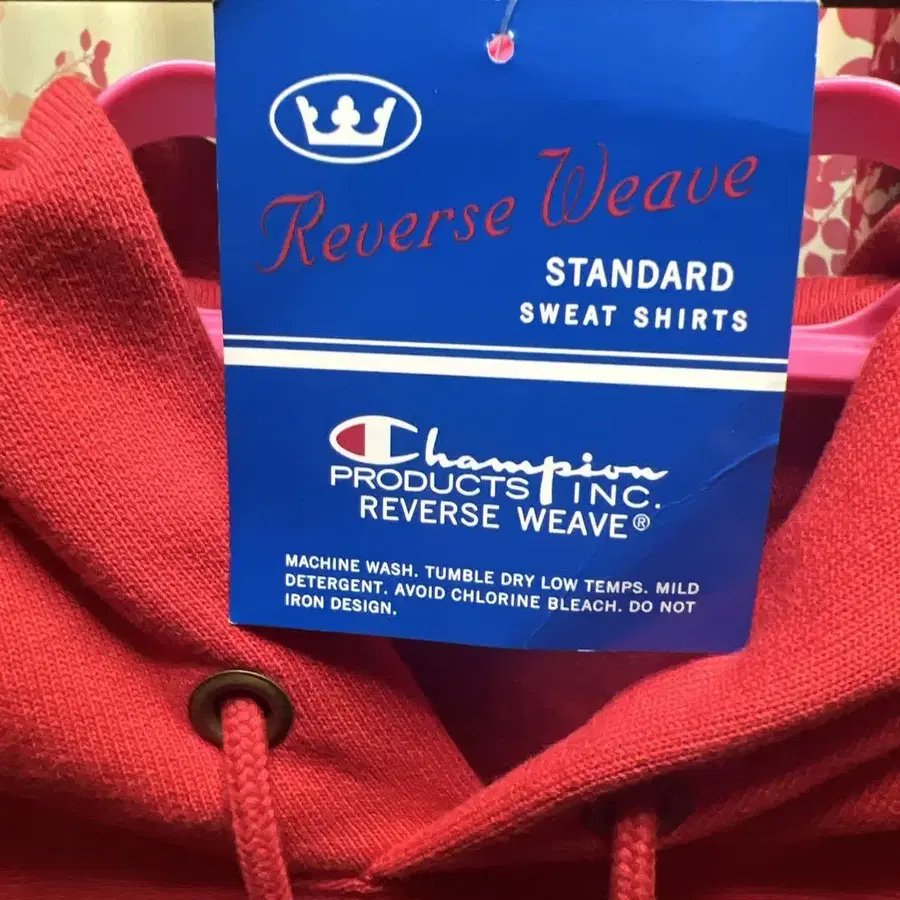 Reverse Weave
STANDARD
SWEAT SHIRTS
Champion
PRODUCTS INC.
REVERSE WEAVE®
MACHINE WASH. TUMBLE DRY LOW TEMPS. MILD
DETERGENT. AVOID CHLORINE BLEACH. DO NOT
IRON DESIGN.